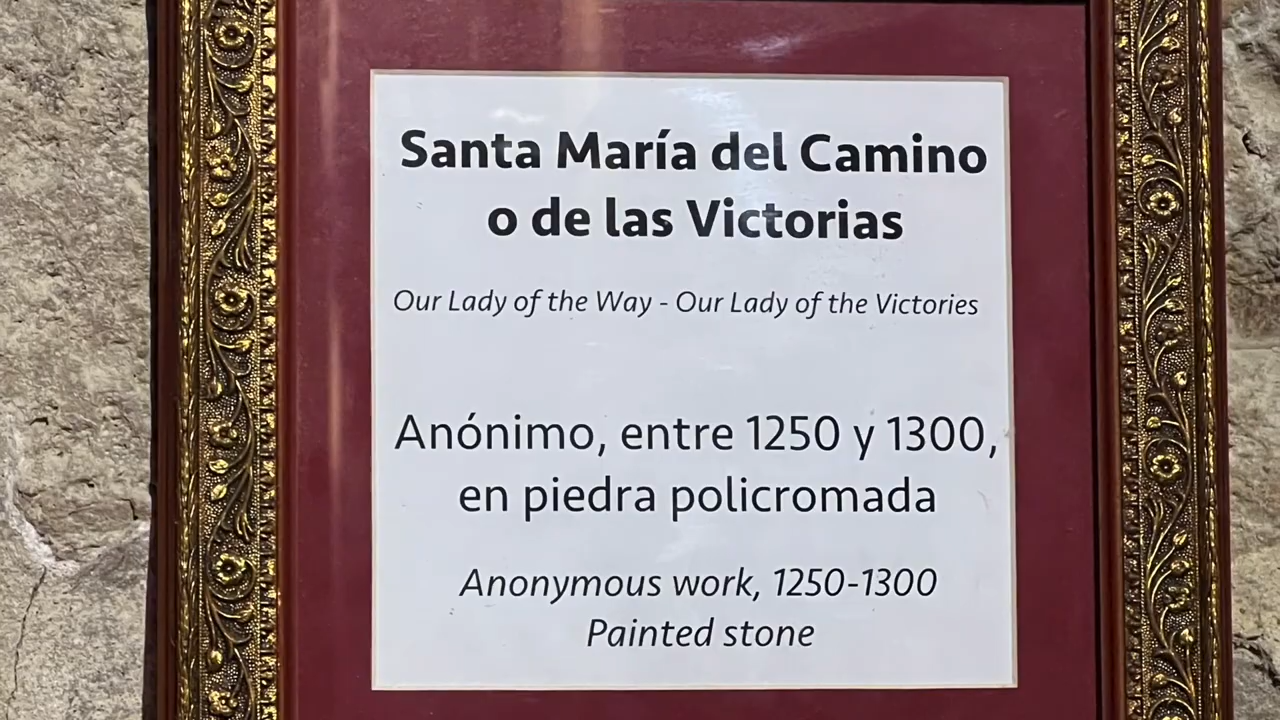 Santa María del Camino
o de las Victorias
Our Lady of the Way - Our Lady of the Victories
Anónimo, entre 1250 y 1300,
en piedra policromada
Anonymous work, 1250-1300
Painted stone